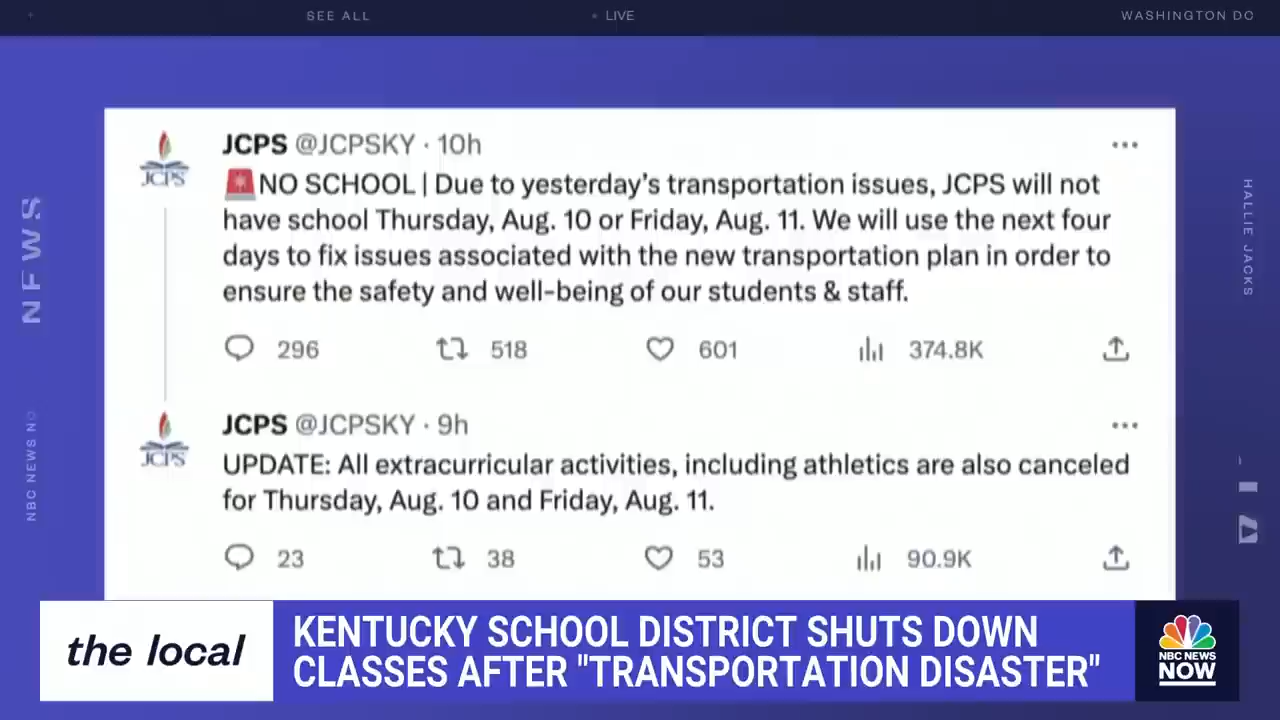 SEE ALL
LIVE
WASHINGTON DC
NEWS
NBC NEWS NO
HALLIE JACKS
JCPS @JCPSKY · 10h
NO SCHOOL | Due to yesterday's transportation issues, JCPS will not
have school Thursday, Aug. 10 or Friday, Aug. 11. We will use the next four
days to fix issues associated with the new transportation plan in order to
ensure the safety and well-being of our students & staff.
296 518 601 374.8K
JCPS @JCPSKY · 9h
UPDATE: All extracurricular activities, including athletics are also canceled
for Thursday, Aug. 10 and Friday, Aug. 11.
23 38 53 90.9K
JCPS
JCPS
the local
KENTUCKY SCHOOL DISTRICT SHUTS DOWN
CLASSES AFTER "TRANSPORTATION DISASTER"
NBC NEWS
NOW